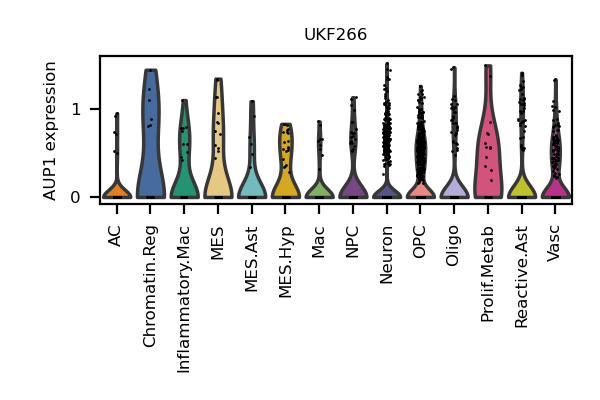 UKF266
AUP1 expression
1
0
AC
Chromatin.Reg
Inflammatory.Mac
MES
MES.Ast
MES.Hyp
Mac
NPC
Neuron
OPC
Oligo
Prolif.Metab
Reactive.Ast
Vasc